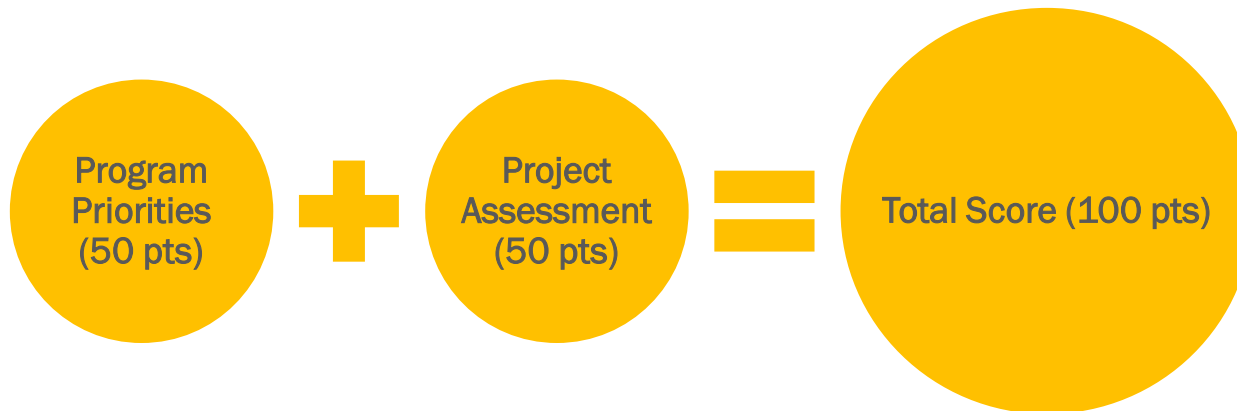 Program
Priorities
(50 pts)
Project
Assessment
(50 pts)
Total Score (100 pts)